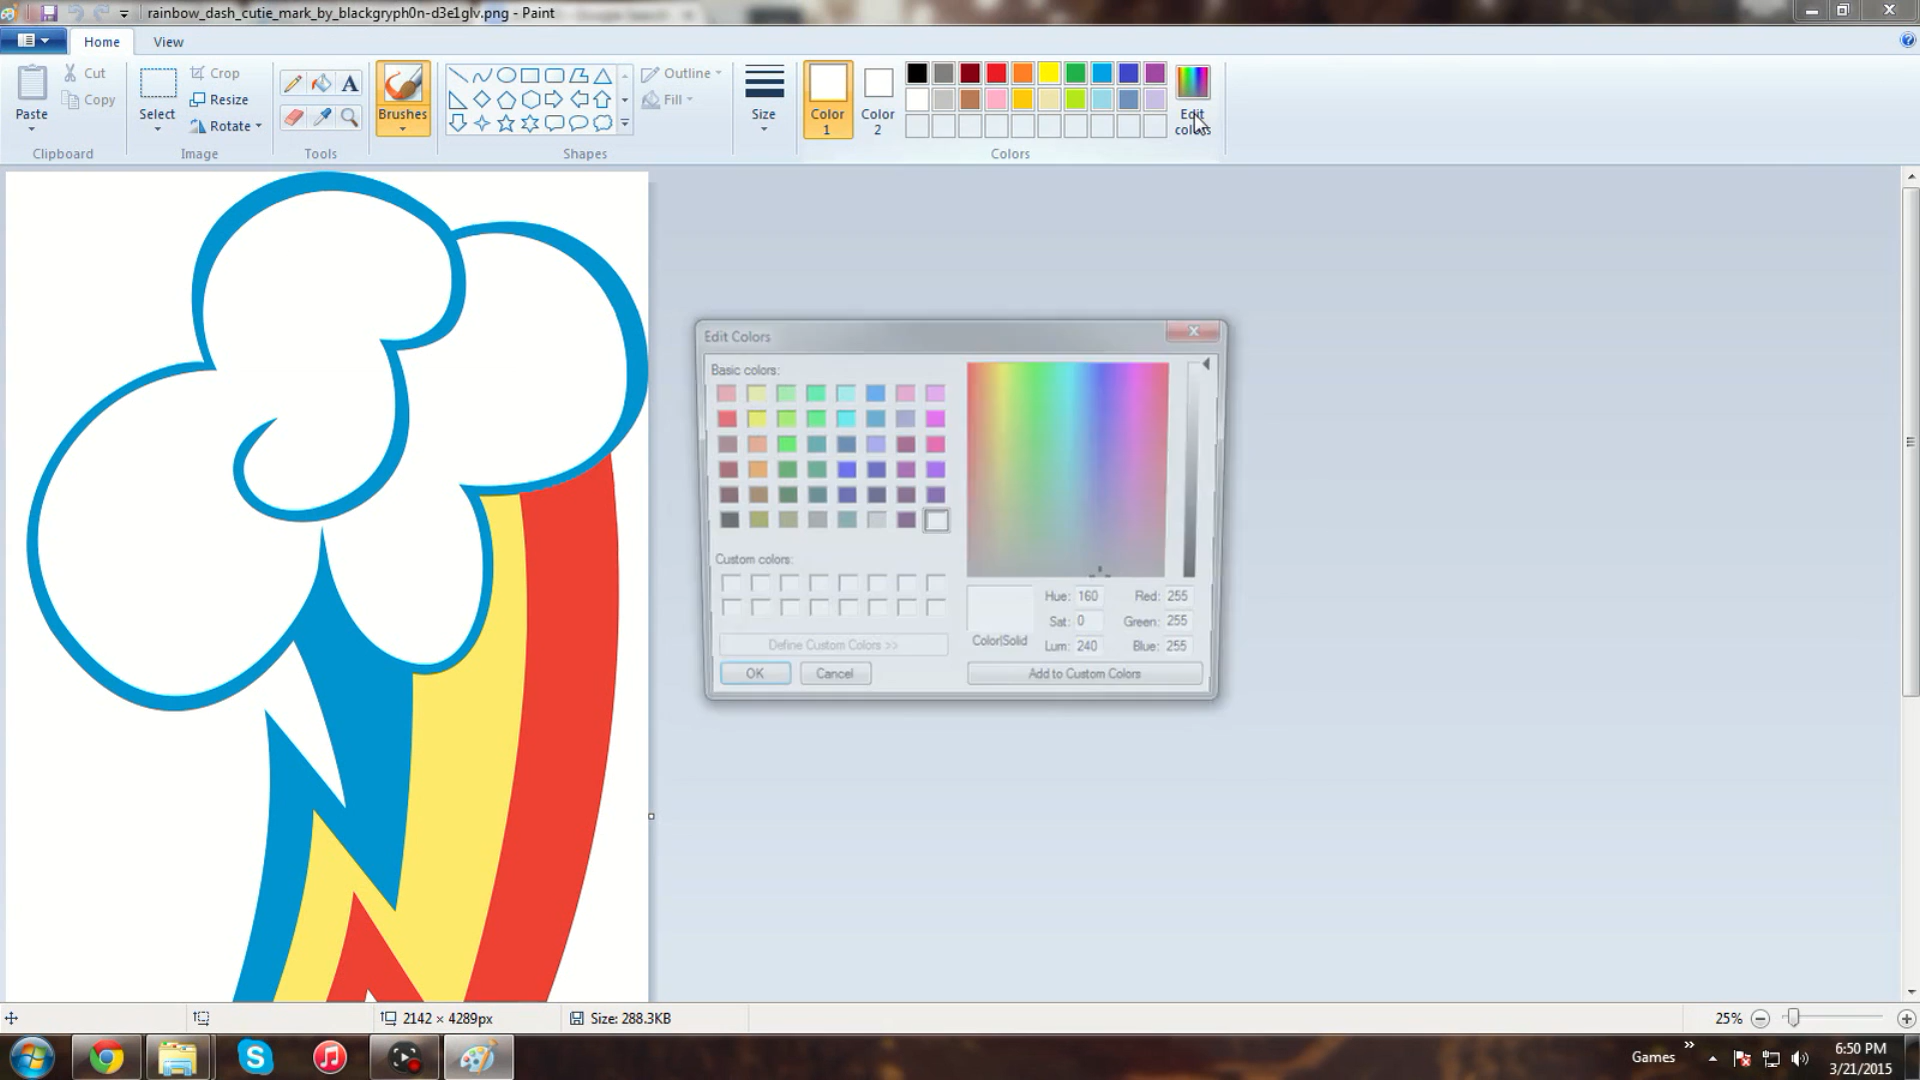 rainbow_dash_cutie_mark_by_blackgryph0n-d3e1glv.png - Paint
Home
View
Paste
Cut
Copy
Clipboard
Select
Crop
Resize
Rotate
Image
A
Tools
Brushes
Outline
Fill
Shapes
Size
Color 1
Color 2
Edit colors
Colors
Edit Colors
Basic colors:
Custom colors:
Define Custom Colors >>
OK
Cancel
Color|Solid
Hue: 160
Sat: 0
Lum: 240
Red: 255
Green: 255
Blue: 255
Add to Custom Colors
2142 × 4289px
Size: 288.3KB
25%
Games
6:50 PM
3/21/2015